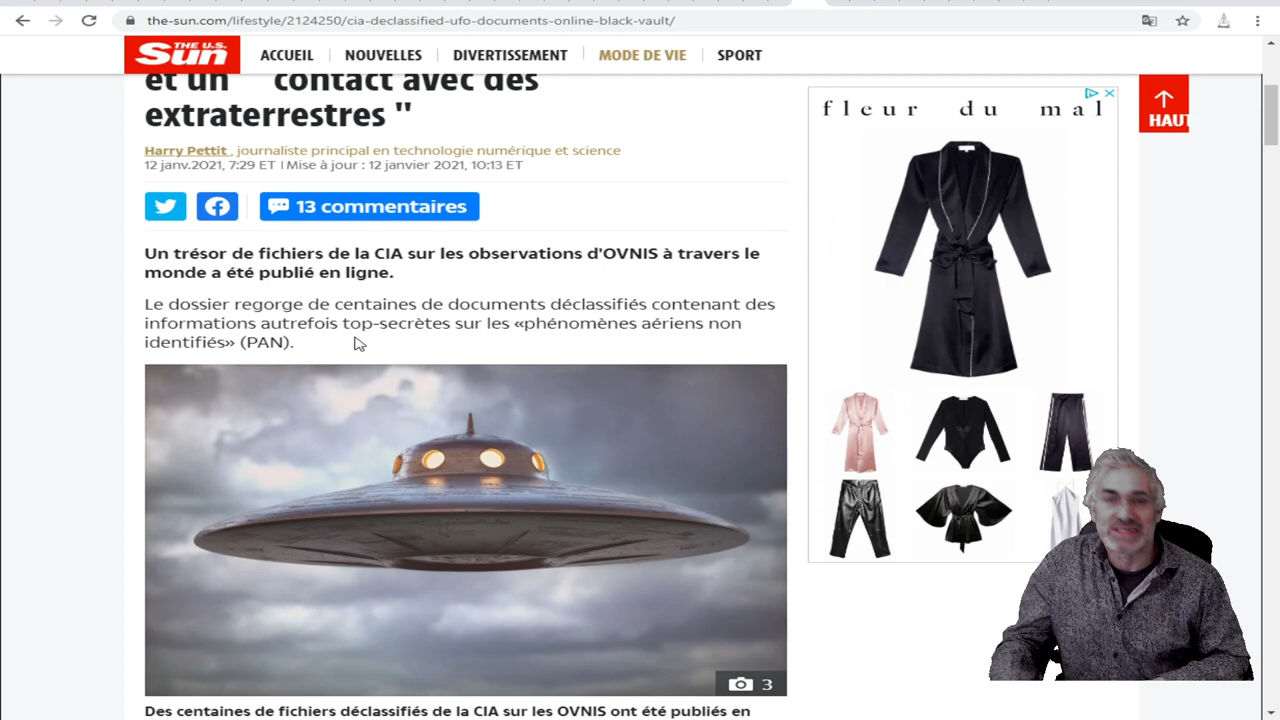 the-sun.com/lifestyle/2124250/cia-declassified-ufo-documents-online-black-vault/
THE U.S.
Sun
ACCUEIL
NOUVELLES
DIVERTISSEMENT
MODE DE VIE
SPORT
et un " contact avec des
extraterrestres "
Harry Pettit , journaliste principal en technologie numérique et science
12 janv.2021, 7:29 ET | Mise à jour : 12 janvier 2021, 10:13 ET
13 commentaires
Un trésor de fichiers de la CIA sur les observations d'OVNIS à travers le
monde a été publié en ligne.
Le dossier regorge de centaines de documents déclassifiés contenant des
informations autrefois top-secrètes sur les «phénomènes aériens non
identifiés» (PAN).
3
Des centaines de fichiers déclassifiés de la CIA sur les OVNIS ont été publiés en
fleur du mal
HAUT